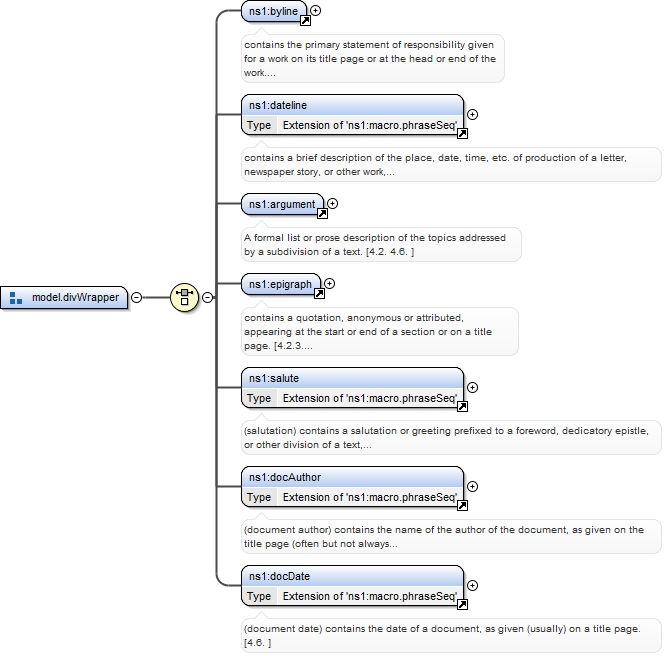 ns1:byline
contains the primary statement of responsibility given
for a work on its title page or at the head or end of the
work....
ns1:dateline
Type Extension of 'ns1:macro.phraseSeq'
contains a brief description of the place, date, time, etc. of production of a letter,
newspaper story, or other work,...
ns1:argument
A formal list or prose description of the topics addressed
by a subdivision of a text. [4.2. 4.6. ]
model.divWrapper
ns1:epigraph
contains a quotation, anonymous or attributed,
appearing at the start or end of a section or on a title
page. [4.2.3....
ns1:salute
Type Extension of 'ns1:macro.phraseSeq'
(salutation) contains a salutation or greeting prefixed to a foreword, dedicatory epistle,
or other division of a text,...
ns1:docAuthor
Type Extension of 'ns1:macro.phraseSeq'
(document author) contains the name of the author of the document, as given on the
title page (often but not always...
ns1:docDate
Type Extension of 'ns1:macro.phraseSeq'
(document date) contains the date of a document, as given (usually) on a title page.
[4.6. ]